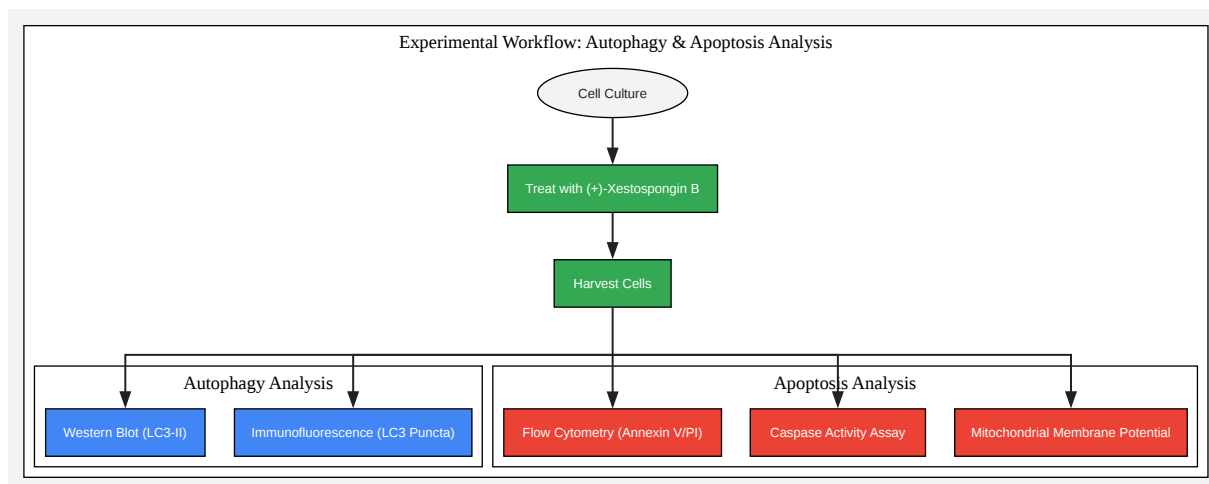 Experimental Workflow: Autophagy & Apoptosis Analysis
Cell Culture
Treat with (+)-Xestospongin B
Harvest Cells
Autophagy Analysis
Apoptosis Analysis
Western Blot (LC3-II)
Immunofluorescence (LC3 Puncta)
Flow Cytometry (Annexin V/PI)
Caspase Activity Assay
Mitochondrial Membrane Potential